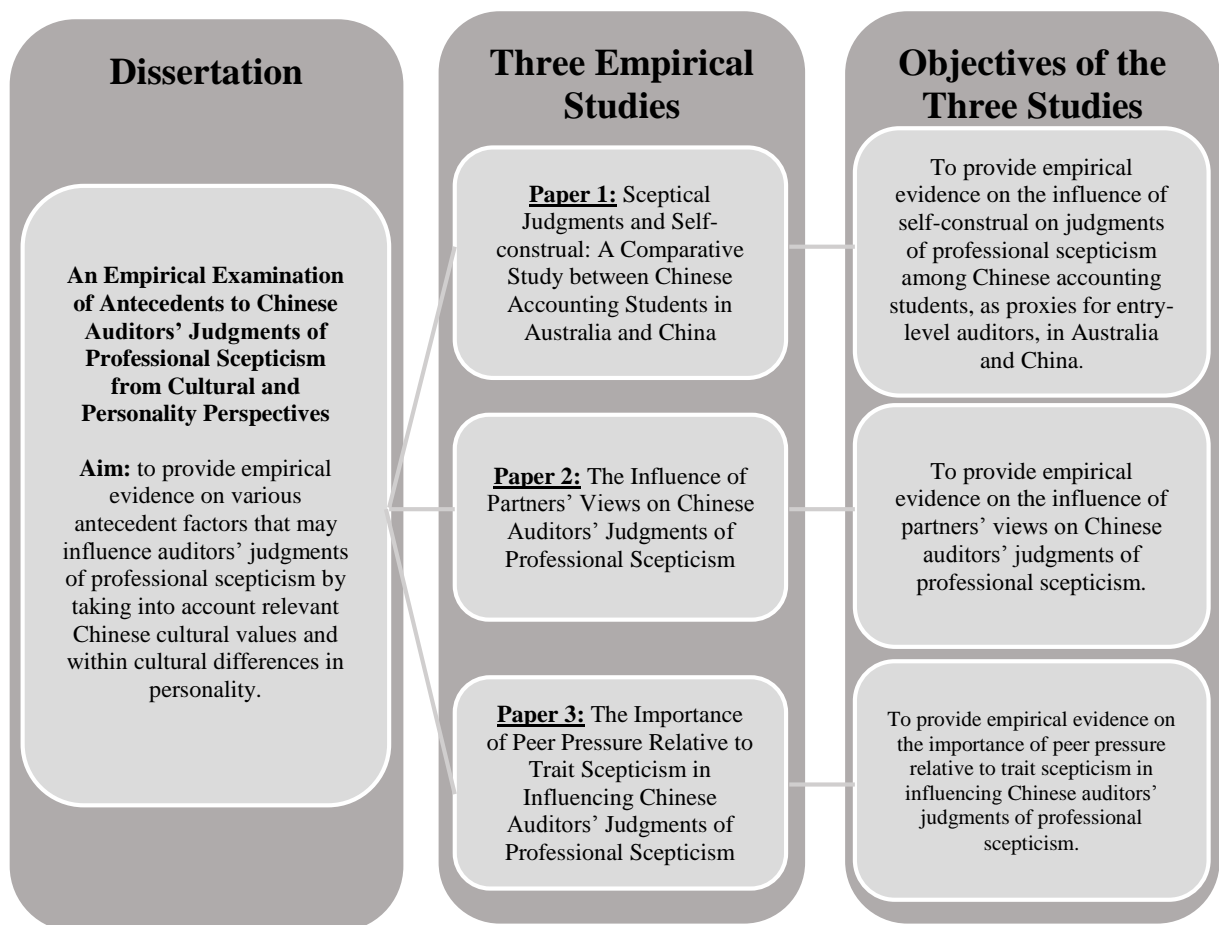 Dissertation
An Empirical Examination
of Antecedents to Chinese
Auditors’ Judgments of
Professional Scepticism
from Cultural and
Personality Perspectives
Aim: to provide empirical
evidence on various
antecedent factors that may
influence auditors’ judgments
of professional scepticism by
taking into account relevant
Chinese cultural values and
within cultural differences in
personality.
Three Empirical
Studies
Paper 1: Sceptical
Judgments and Self-
construal: A Comparative
Study between Chinese
Accounting Students in
Australia and China
Paper 2: The Influence of
Partners’ Views on Chinese
Auditors’ Judgments of
Professional Scepticism
Paper 3: The Importance
of Peer Pressure Relative to
Trait Scepticism in
Influencing Chinese
Auditors’ Judgments of
Professional Scepticism
Objectives of the
Three Studies
To provide empirical
evidence on the influence of
self-construal on judgments
of professional scepticism
among Chinese accounting
students, as proxies for entry-
level auditors, in Australia
and China.
To provide empirical
evidence on the influence of
partners’ views on Chinese
auditors’ judgments of
professional scepticism.
To provide empirical evidence on
the importance of peer pressure
relative to trait scepticism in
influencing Chinese auditors’
judgments of professional
scepticism.